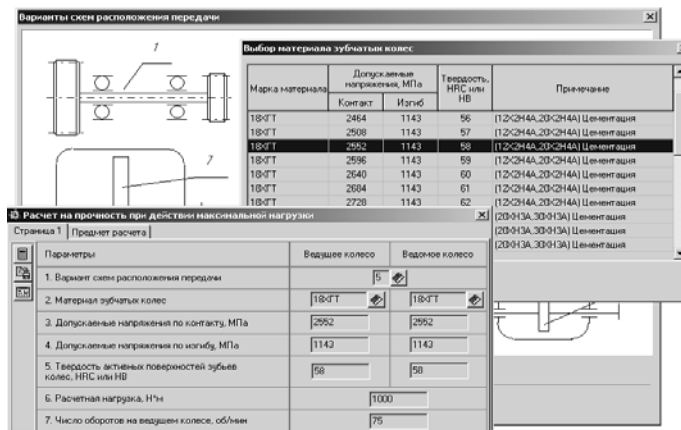 Варианты схем расположения передачи
1
7
Выбор материала зубчатых колес
Марка материала
Допускаемые напряжения, МПа
Контакт
Изгиб
Твердость, HRC или HB
Примечание
18ХГТ 2464 1143 56 (12Х2Н4А,20Х2Н4А) Цементация
18ХГТ 2508 1143 57 (12Х2Н4А,20Х2Н4А) Цементация
18ХГТ 2552 1143 58 (12Х2Н4А,20Х2Н4А) Цементация
18ХГТ 2596 1143 59 (12Х2Н4А,20Х2Н4А) Цементация
18ХГТ 2640 1143 60 (12Х2Н4А,20Х2Н4А) Цементация
18ХГТ 2684 1143 61 (12Х2Н4А,20Х2Н4А) Цементация
18ХГТ 2728 1143 62 (12Х2Н4А,20Х2Н4А) Цементация
(20ХН3А,30ХН3А) Цементация
(20ХН3А,30ХН3А) Цементация
(20ХН3А,30ХН3А) Цементация
Расчет на прочность при действии максимальной нагрузки
Страница 1 Предмет расчета
Параметры Ведущее колесо Ведомое колесо
1. Вариант схем расположения передачи 5
2. Материал зубчатых колес 18ХГТ 18ХГТ
3. Допускаемые напряжения по контакту, МПа 2552 2552
4. Допускаемые напряжения по изгибу, МПа 1143 1143
5. Твердость активных поверхностей зубьев
колес, HRC или HB 58 58
6. Расчетная нагрузка, Н*м 1000
7. Число оборотов на ведущем колесе, об/мин 75